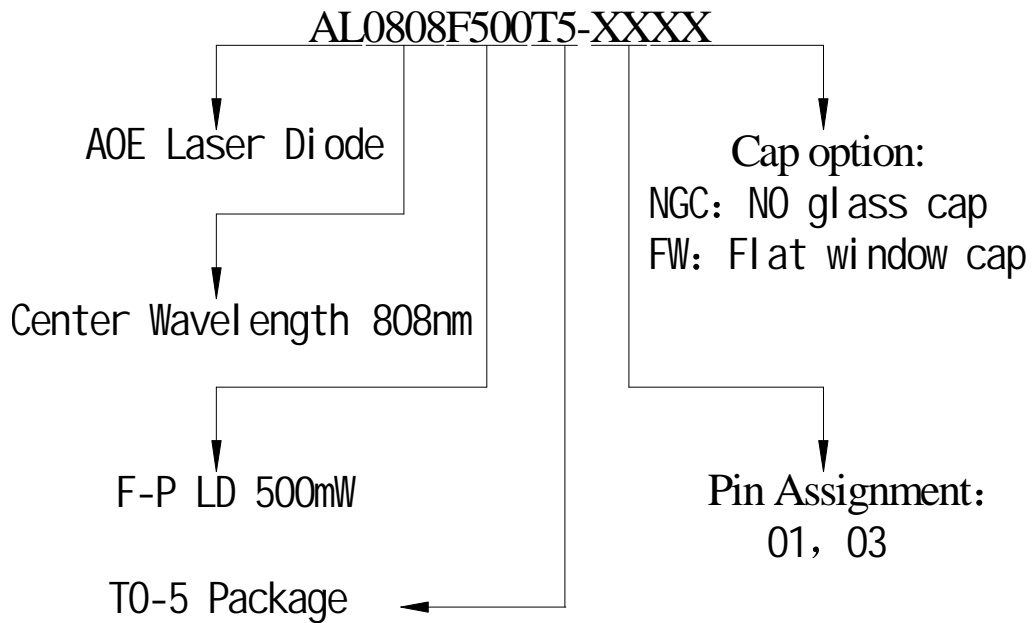 AL0808F500T5-XXXX
AOE Laser Diode
Cap option:
NGC: NO glass cap
FW: Flat window cap
Center Wavelength 808nm
F-P LD 500mW
Pin Assignment:
01, 03
TO-5 Package